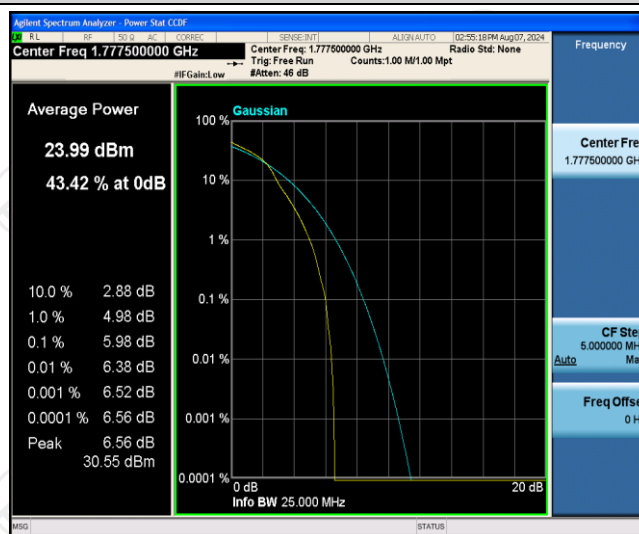 Agilent Spectrum Analyzer - Power Stat CCDF
RL RF 50 Ω AC CORREC SENSE:INT ALIGN AUTO 02:55:18 PM Aug 07, 2024
Center Freq 1.777500000 GHz
Center Freq: 1.777500000 GHz Radio Std: None
Trig: Free Run Counts:1.00 M/1.00 Mpt
#IFGain:Low #Atten: 46 dB
Frequency
Average Power
23.99 dBm
43.42 % at 0dB
10.0 % 2.88 dB
1.0 % 4.98 dB
0.1 % 5.98 dB
0.01 % 6.38 dB
0.001 % 6.52 dB
0.0001 % 6.56 dB
Peak 6.56 dB
30.55 dBm
Gaussian
100 %
10 %
1 %
0.1 %
0.01 %
0.001 %
0.0001 %
0 dB 20 dB
Info BW 25.000 MHz
Center Fre
1.777500000 GH
CF Ste
5.000000 MH
Auto Ma
Freq Offse
0 H
MSG STATUS